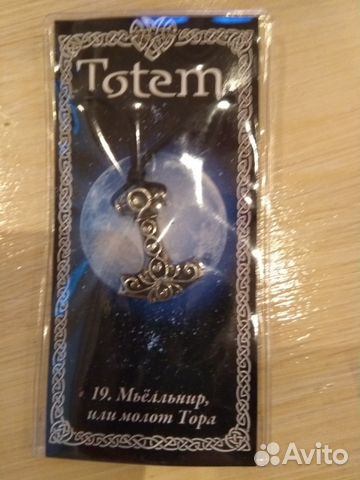 Totem
19. Мьёлльнир,
или молот Тора
Avito